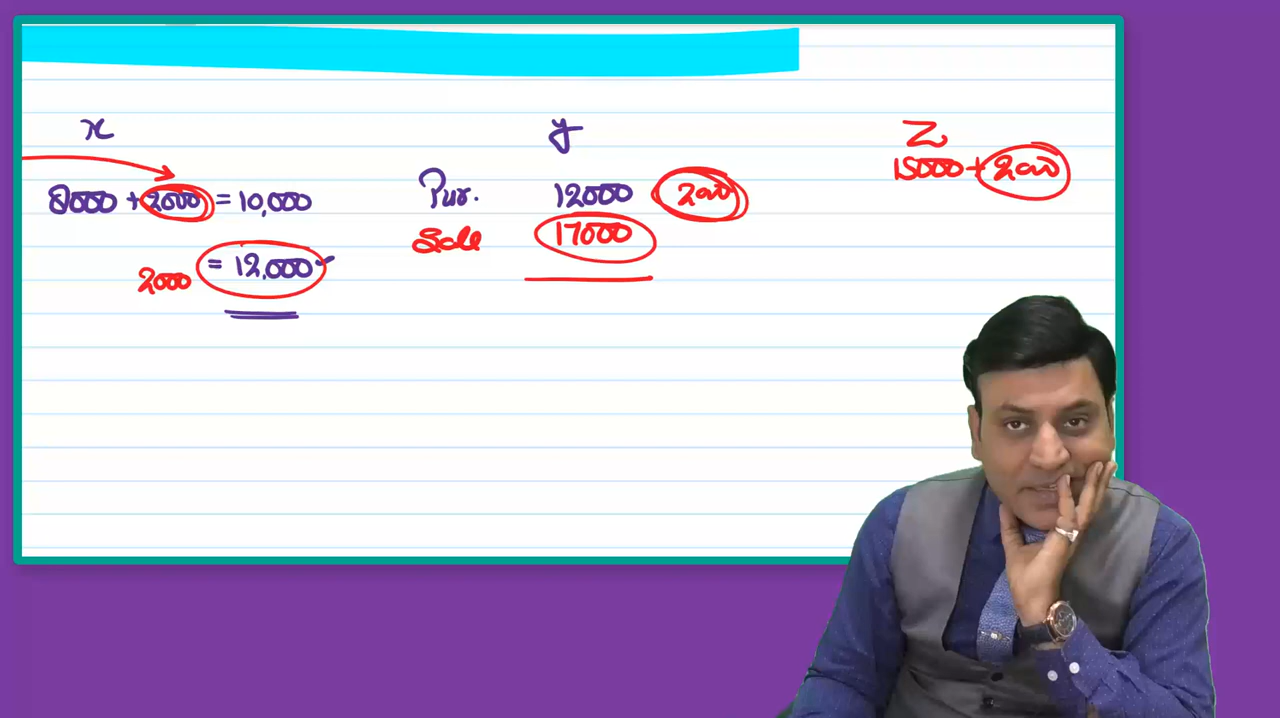 x
8000 + 2000 = 10,000
= 12,000
2000
y
Pur. 12000 2000
Sale 17000
Z
15000 + 2000